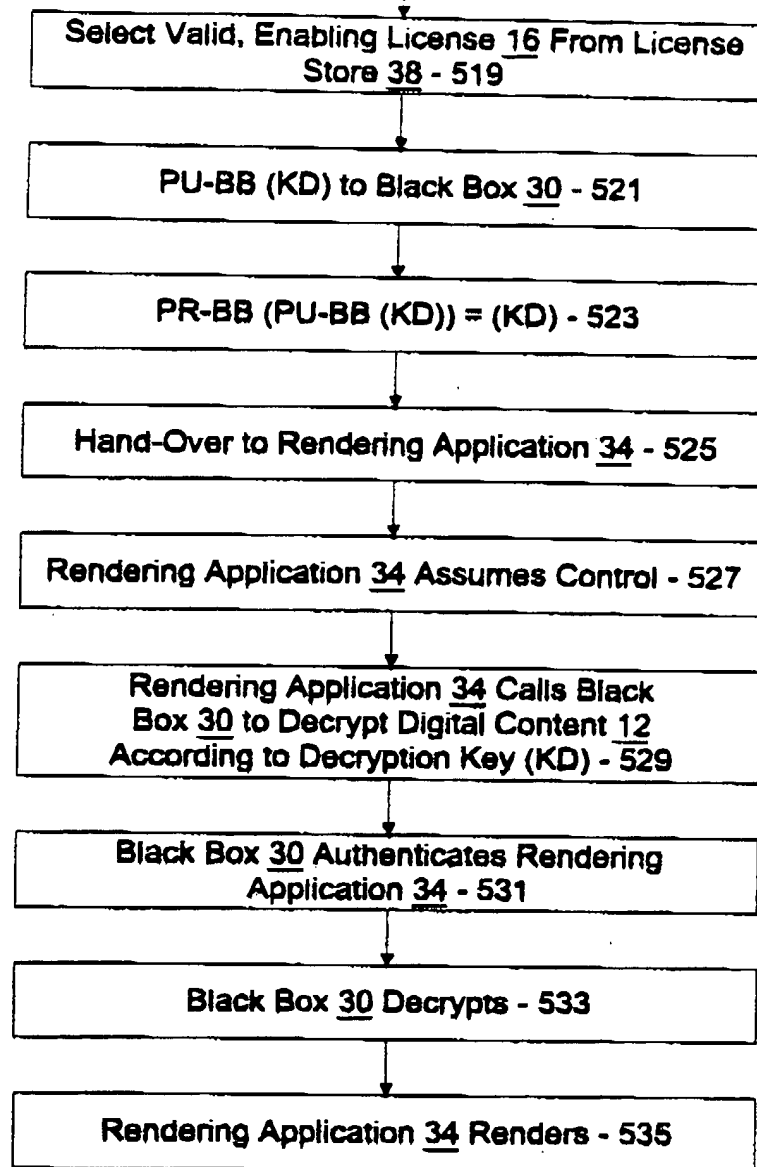 Select Valid, Enabling License 16 From License
Store 38 - 519
PU-BB (KD) to Black Box 30 - 521
PR-BB (PU-BB (KD)) = (KD) - 523
Hand-Over to Rendering Application 34 - 525
Rendering Application 34 Assumes Control - 527
Rendering Application 34 Calls Black
Box 30 to Decrypt Digital Content 12
According to Decryption Key (KD) - 529
Black Box 30 Authenticates Rendering
Application 34 - 531
Black Box 30 Decrypts - 533
Rendering Application 34 Renders - 535